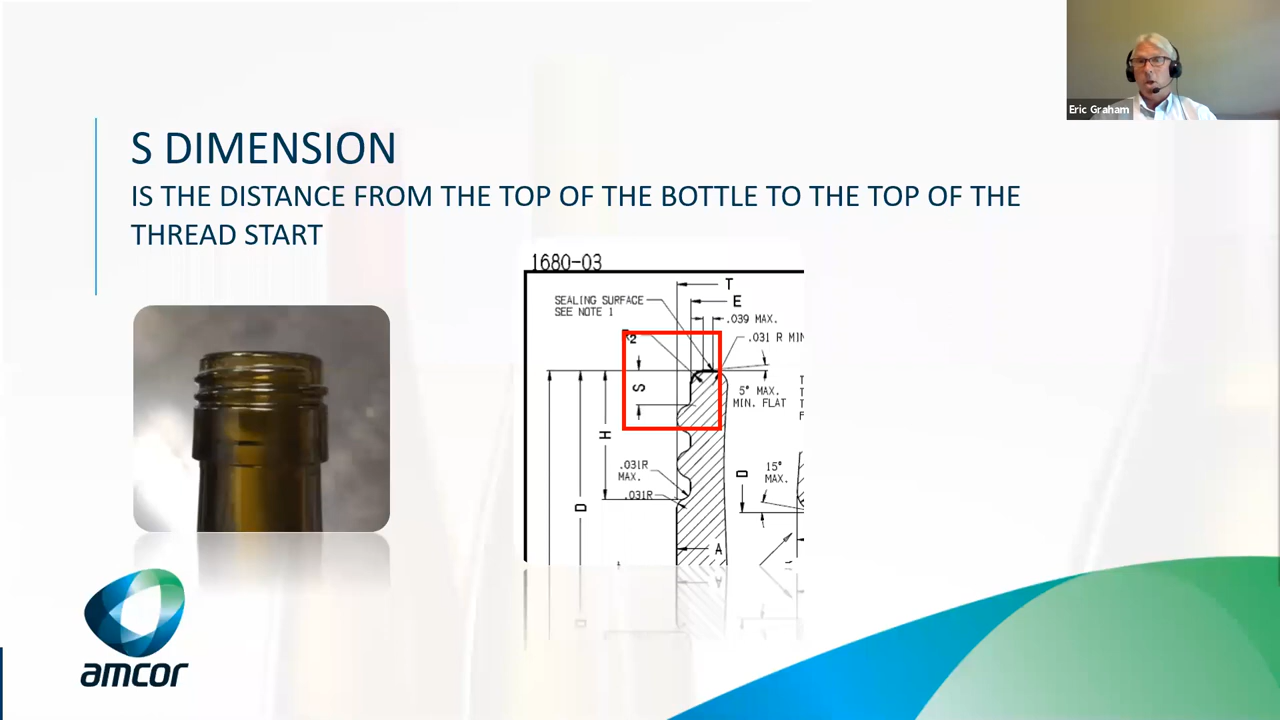 Eric Graham
S DIMENSION
IS THE DISTANCE FROM THE TOP OF THE BOTTLE TO THE TOP OF THE
THREAD START
1680-03
T
SEALING SURFACE
SEE NOTE 1
E
.039 MAX.
R2
.031 R MIN
S
5° MAX.
MIN. FLAT
H
.031R
MAX.
.031R
15°
MAX.
D
D
A
amcor